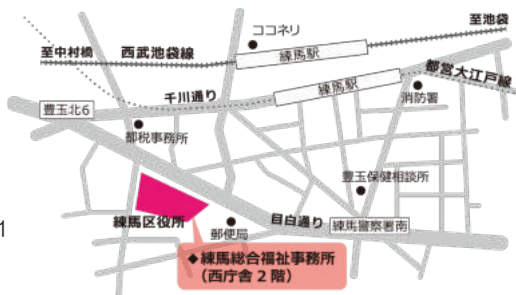 ココネリ
至池袋
至中村橋
西武池袋線
練馬駅
都営大江戸線
練馬駅
千川通り
消防署
豊玉北6
都税事務所
豊玉保健相談所
練馬区役所
目白通り
練馬警察署南
郵便局
1
◆練馬総合福祉事務所
（西庁舎 2 階）